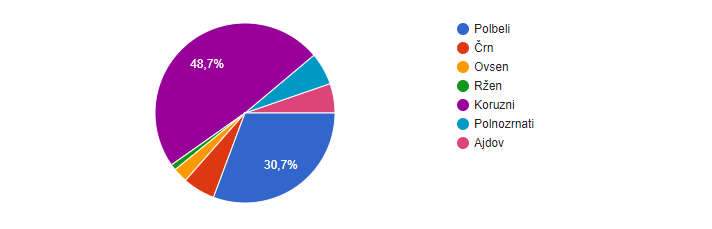 48,7%
30,7%
Polbeli
Črn
Ovsen
Ržen
Koruzni
Polnozrnati
Ajdov